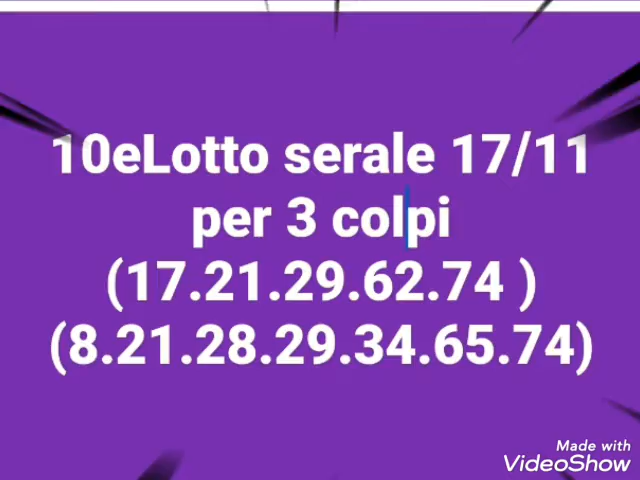 10eLotto serale 17/11
per 3 colpi
(17.21.29.62.74 )
(8.21.28.29.34.65.74)
Made with
VideoShow